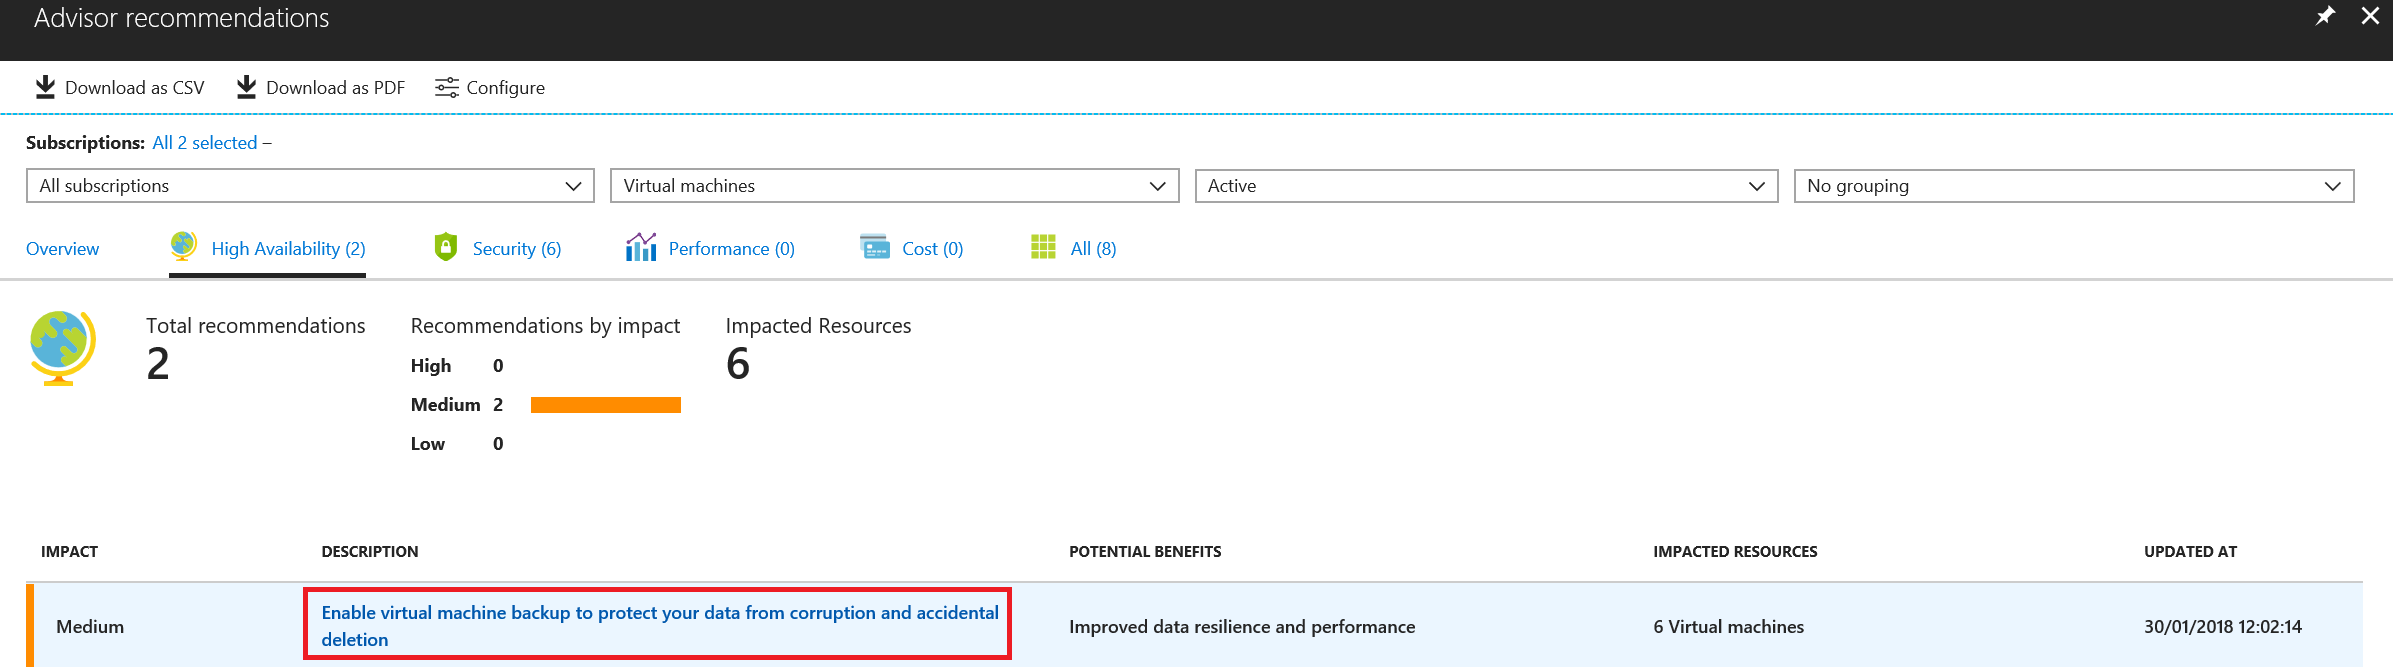 Advisor recommendations
Download as CSV Download as PDF Configure
Subscriptions: All 2 selected –
All subscriptions Virtual machines Active No grouping
Overview High Availability (2) Security (6) Performance (0) Cost (0) All (8)
Total recommendations Recommendations by impact Impacted Resources
2 High 0 6
Medium 2
Low 0
IMPACT DESCRIPTION POTENTIAL BENEFITS IMPACTED RESOURCES UPDATED AT
Enable virtual machine backup to protect your data from corruption and accidental
Medium deletion Improved data resilience and performance 6 Virtual machines 30/01/2018 12:02:14